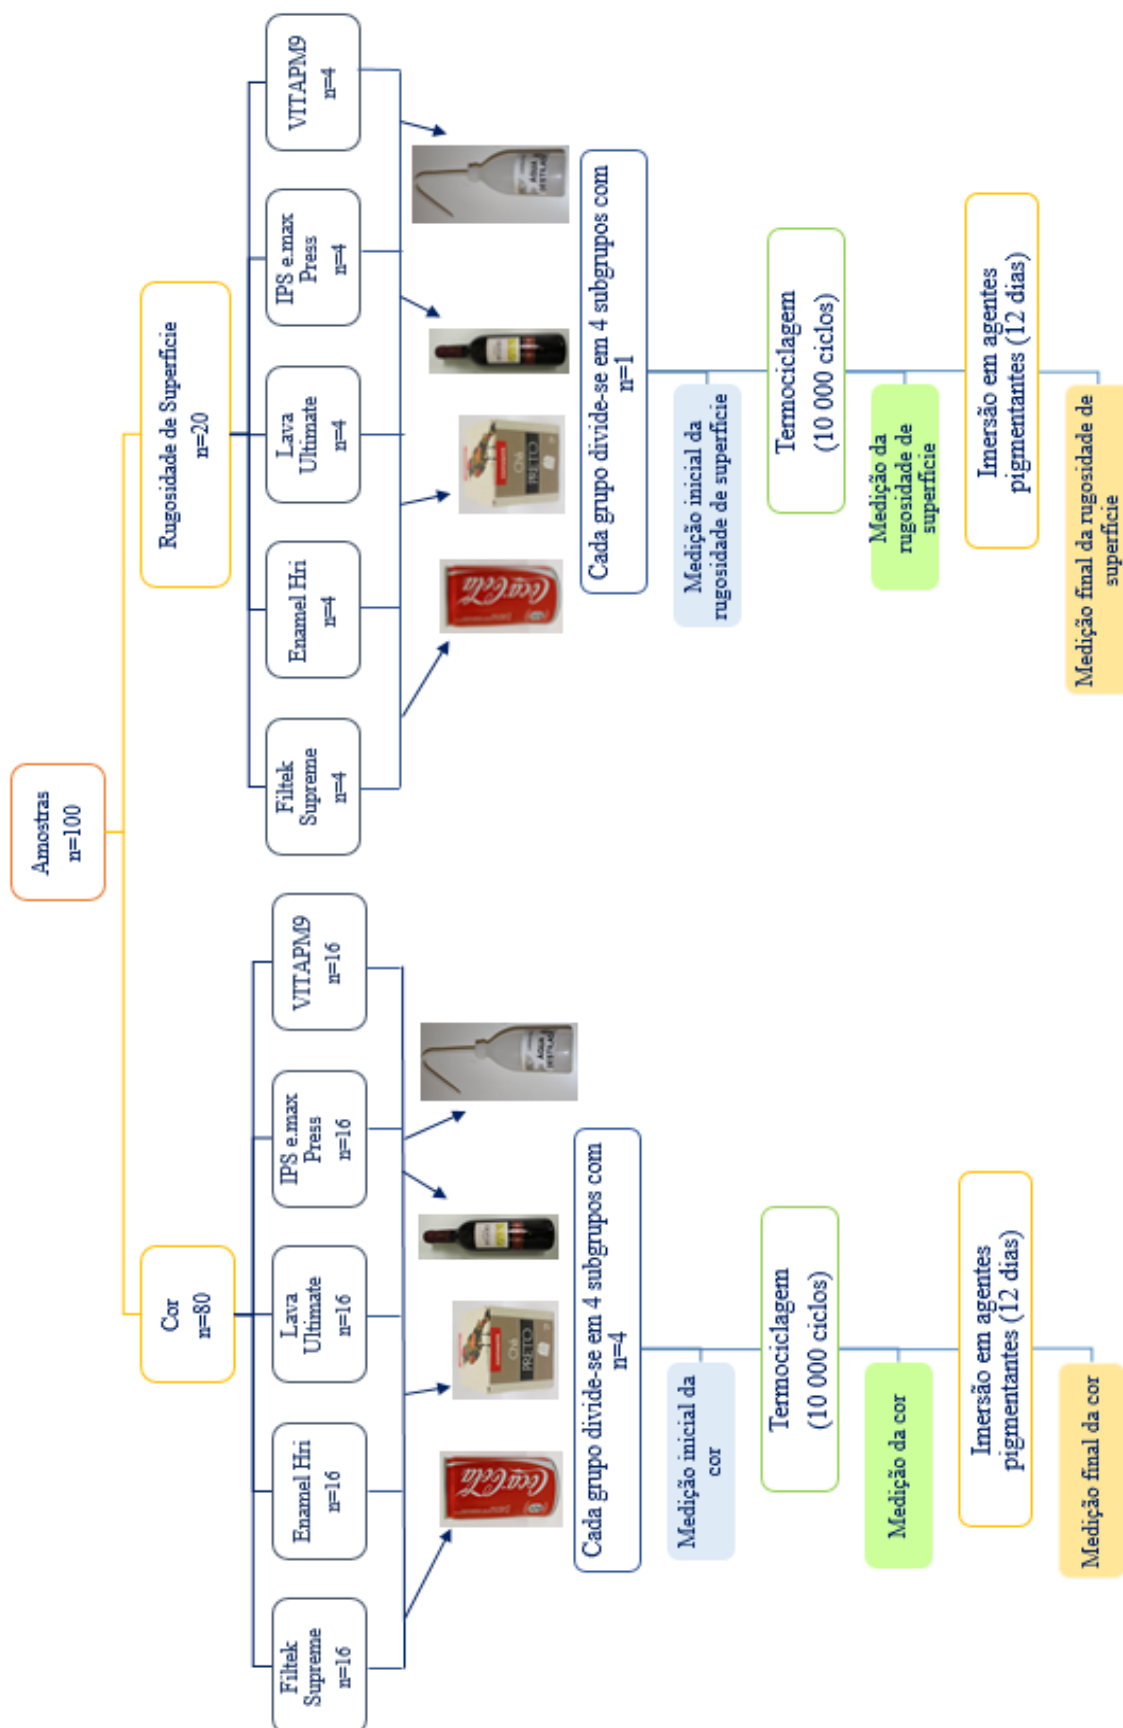 Amostras
n=100
Cor
n=80
Rugosidade de Superfície
n=20
Filtek
Supreme
n=16
Enamel Hri
n=16
Lava
Ultimate
n=16
IPS e.max
Press
n=16
VITAPM9
n=16
Filtek
Supreme
n=4
Enamel Hri
n=4
Lava
Ultimate
n=4
IPS e.max
Press
n=4
VITAPM9
n=4
Coca-Cola
Chá
PRETO
ÁGUA
Coca-Cola
Chá
PRETO
ÁGUA
Cada grupo divide-se em 4 subgrupos com
n=4
Cada grupo divide-se em 4 subgrupos com
n=1
Medição inicial da
cor
Medição inicial da
rugosidade de superfície
Termociclagem
(10 000 ciclos)
Termociclagem
(10 000 ciclos)
Medição da cor
Medição da
rugosidade de
superfície
Imersão em agentes
pigmentantes (12 dias)
Imersão em agentes
pigmentantes (12 dias)
Medição final da cor
Medição final da rugosidade de
superfície